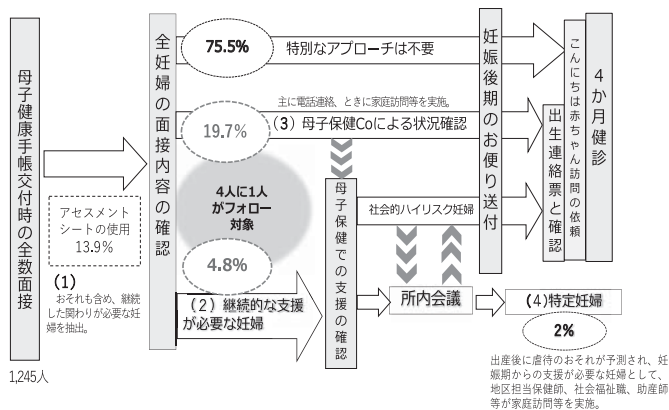 母子健康手帳交付時の全数面接
1,245人
アセスメント
シートの使用
13.9%
(1)
おそれも含め、継続
した関わりが必要な妊
婦を抽出。
全妊婦の面接内容の確認
75.5%
特別なアプローチは不要
主に電話連絡、ときに家庭訪問等を実施。
19.7%
(3) 母子保健Coによる状況確認
4人に1人
がフォロー
対象
4.8%
(2) 継続的な支援
が必要な妊婦
母子保健での支援の確認
社会的ハイリスク妊婦
所内会議
妊娠後期のお便り送付
(4)特定妊婦
2%
出産後に虐待のおそれが予測され、妊
娠期からの支援が必要な妊婦として、
地区担当保健師、社会福祉職、助産師
等が家庭訪問等を実施。
出生連絡票と確認
こんにちは赤ちゃん訪問の依頼
4か月健診